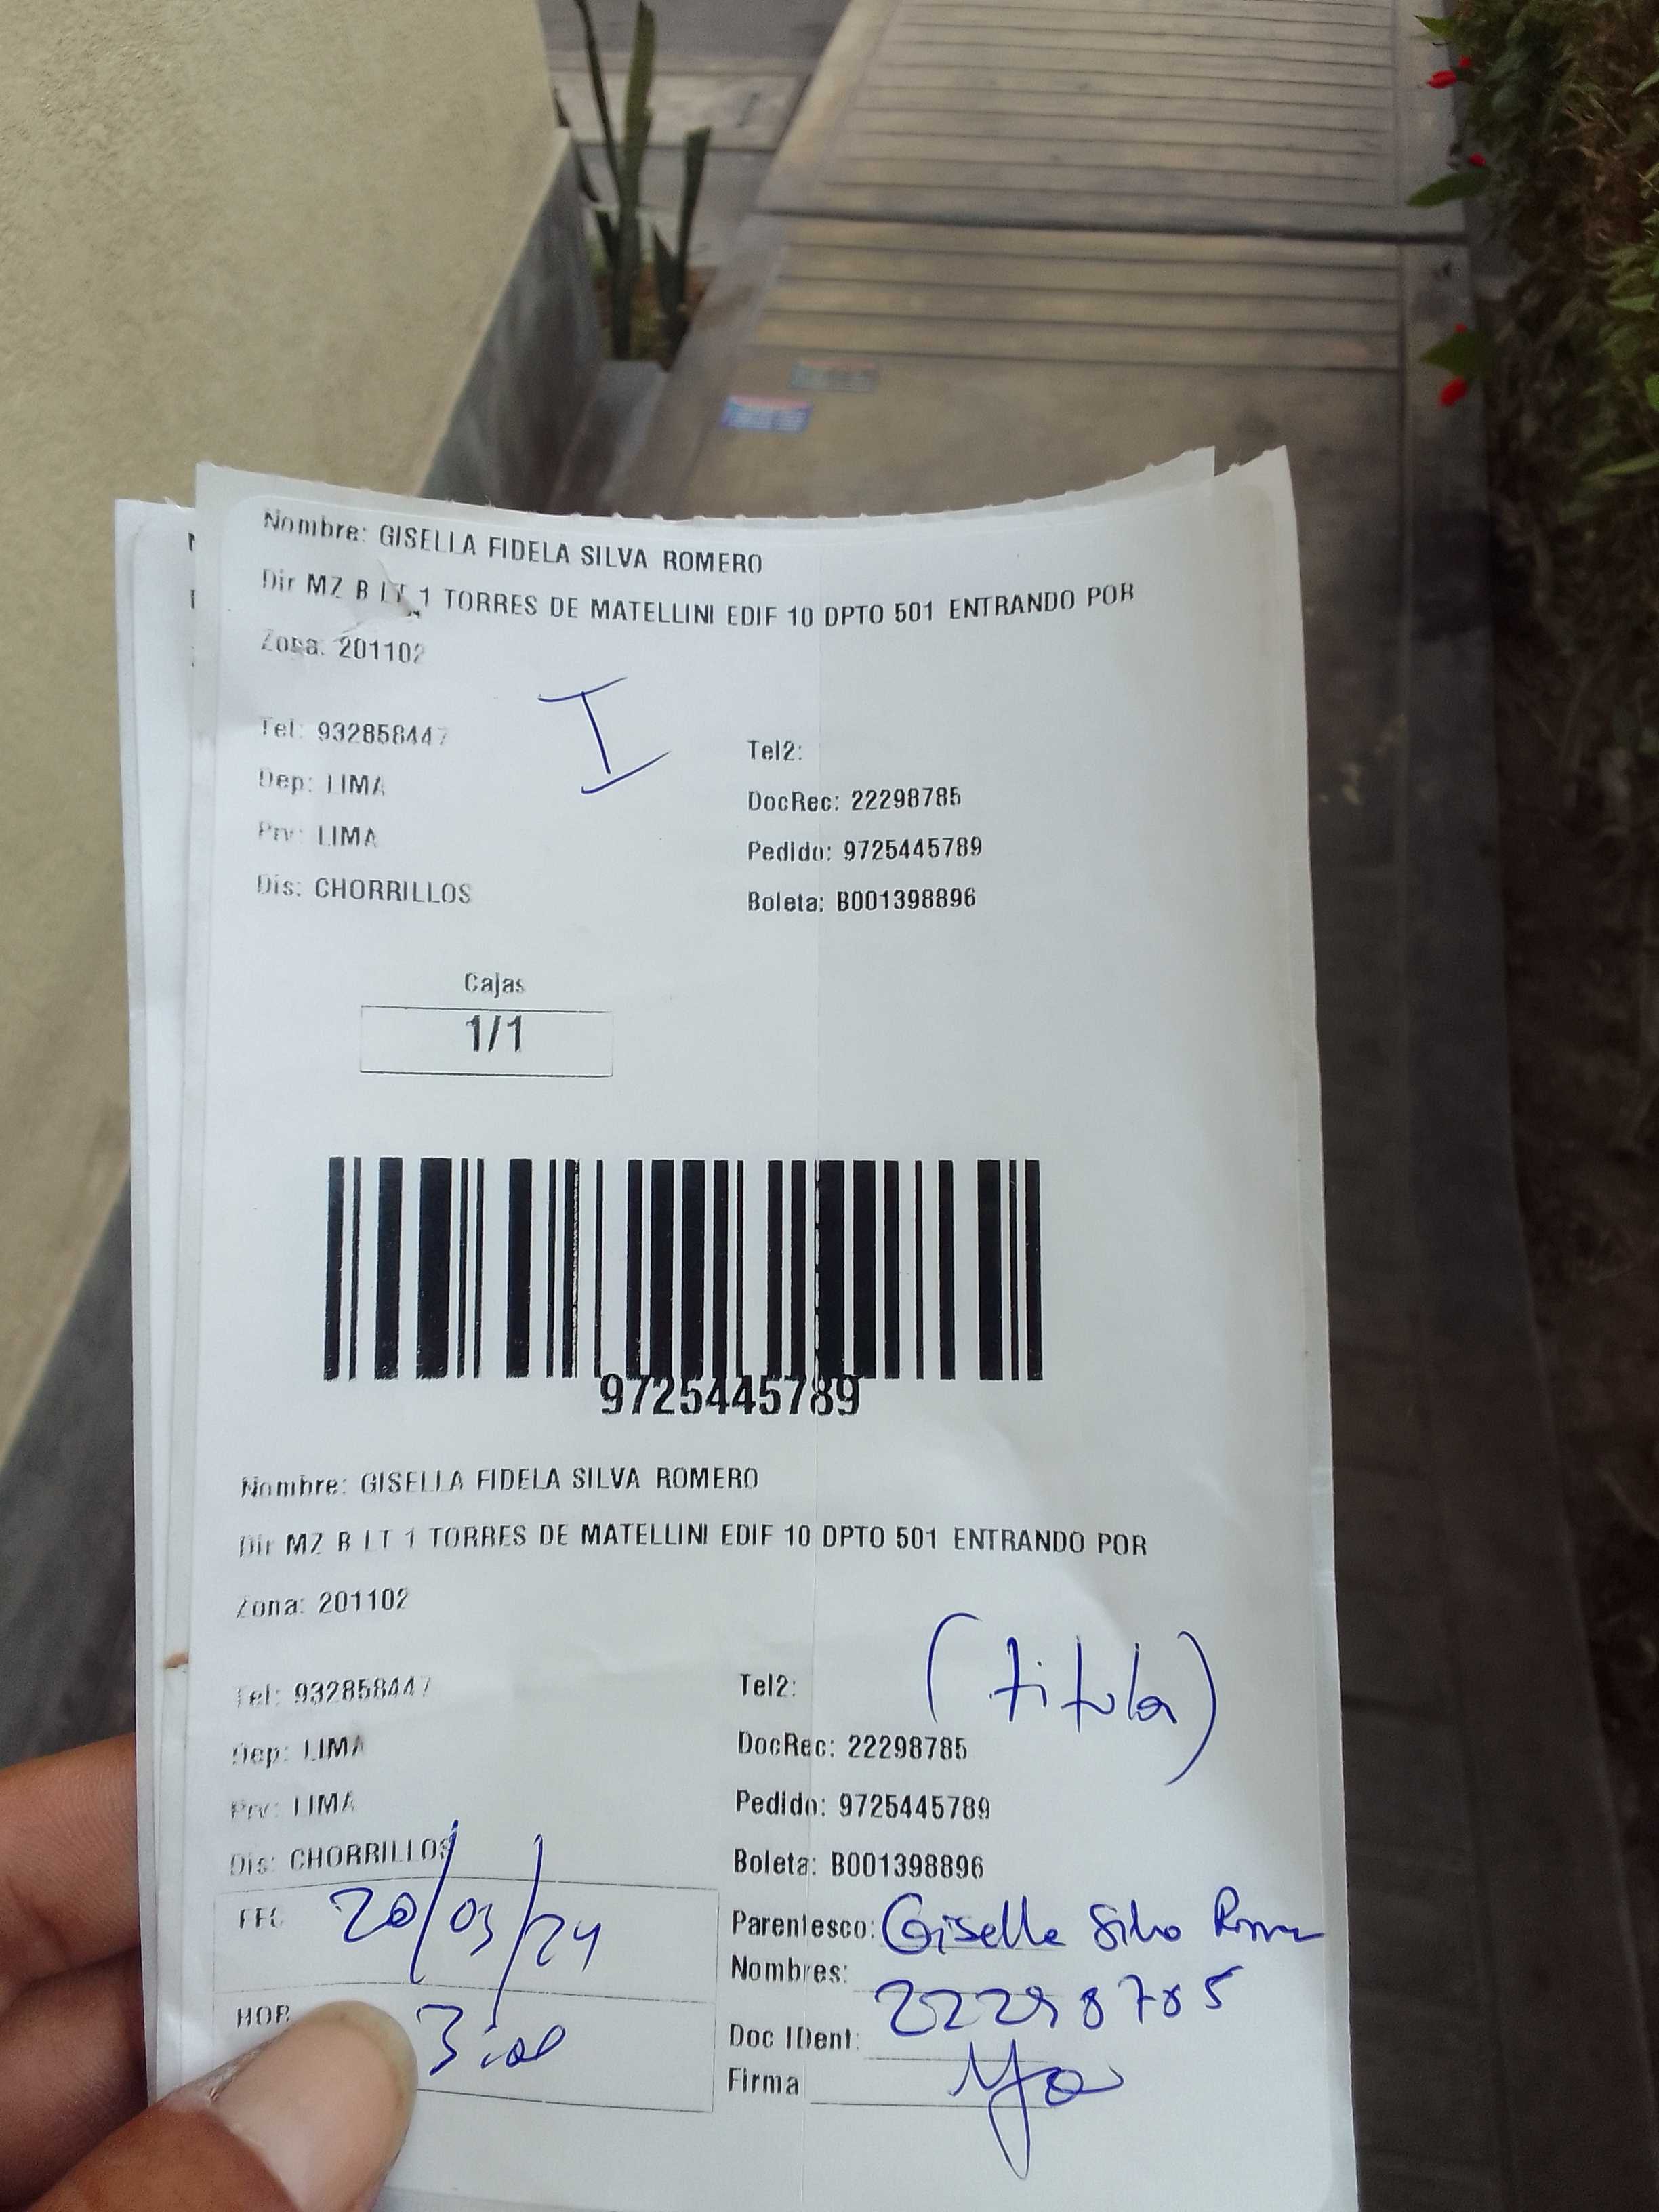 Nombre: GISELLA FIDELA SILVA ROMERO
Dir MZ B LT 1 TORRES DE MATELLINI EDIF 10 DPTO 501 ENTRANDO POR
Zona: 201102
I
Tel: 932858447
Tel2:
Dep: LIMA
DocRec: 22298785
Prv: LIMA
Pedido: 9725445789
Dis: CHORRILLOS
Boleta: B001398896
Cajas
1/1
9725445789
Nombre: GISELLA FIDELA SILVA ROMERO
Dir MZ B LT 1 TORRES DE MATELLINI EDIF 10 DPTO 501 ENTRANDO POR
Zona: 201102
(titula)
Tel: 932858447
Tel2:
Dep: LIMA
DocRec: 22298785
Prv: LIMA
Pedido: 9725445789
Dis: CHORRILLOS
Boleta: B001398896
FEC 20/03/24
Parentesco: Gisella Silva Romero
Nombres:
22298785
HOR
Doc IDent:
Firma